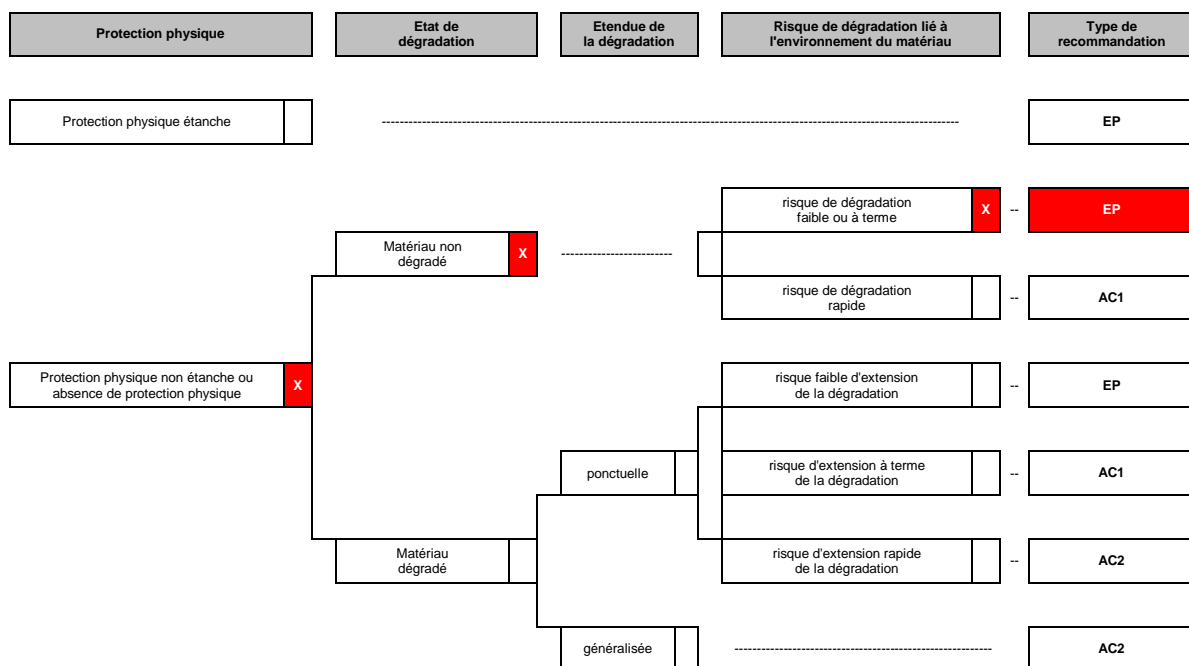 Protection physique
Etat de
dégradation
Etendue de
la dégradation
Risque de dégradation lié à
l'environnement du matériau
Type de
recommandation
Protection physique étanche
EP
risque de dégradation
faible ou à terme
X
--
EP
Matériau non
dégradé
X
risque de dégradation
rapide
--
AC1
Protection physique non étanche ou
absence de protection physique
X
risque faible d'extension
de la dégradation
--
EP
ponctuelle
risque d'extension à terme
de la dégradation
--
AC1
Matériau
dégradé
risque d'extension rapide
de la dégradation
--
AC2
généralisée
AC2